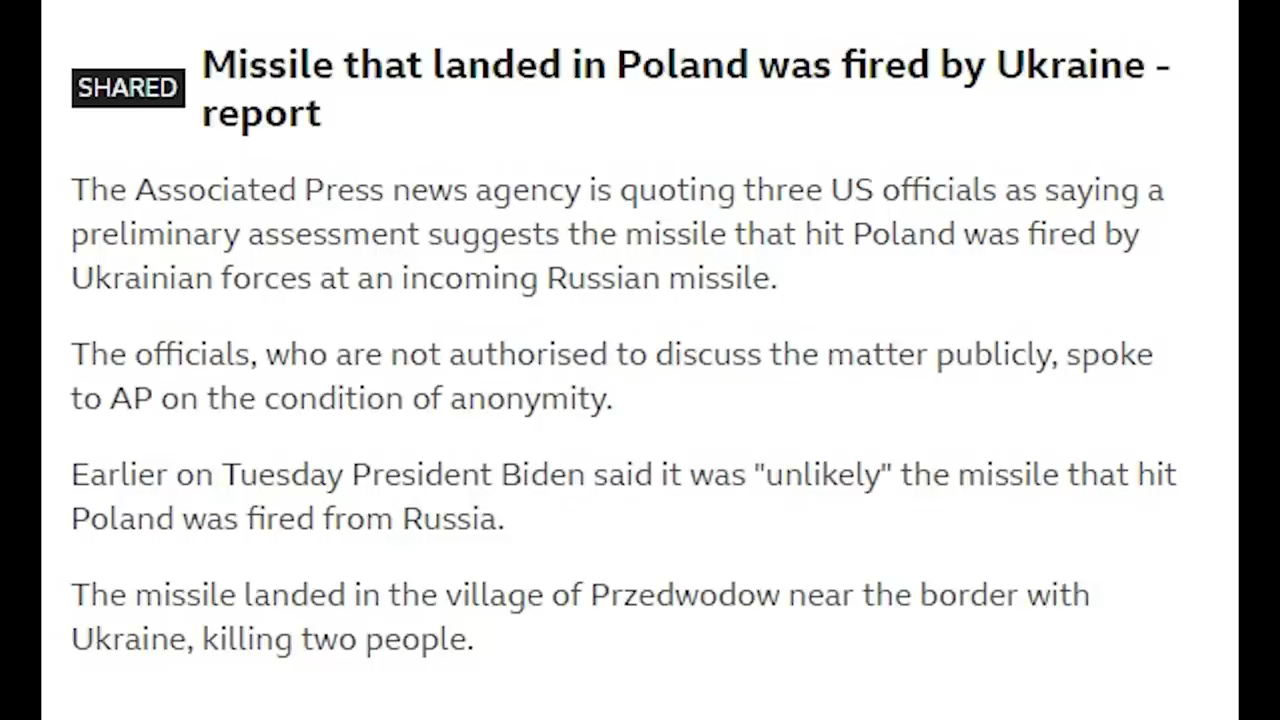 SHARED
Missile that landed in Poland was fired by Ukraine -
report
The Associated Press news agency is quoting three US officials as saying a
preliminary assessment suggests the missile that hit Poland was fired by
Ukrainian forces at an incoming Russian missile.
The officials, who are not authorised to discuss the matter publicly, spoke
to AP on the condition of anonymity.
Earlier on Tuesday President Biden said it was "unlikely" the missile that hit
Poland was fired from Russia.
The missile landed in the village of Przedwodow near the border with
Ukraine, killing two people.